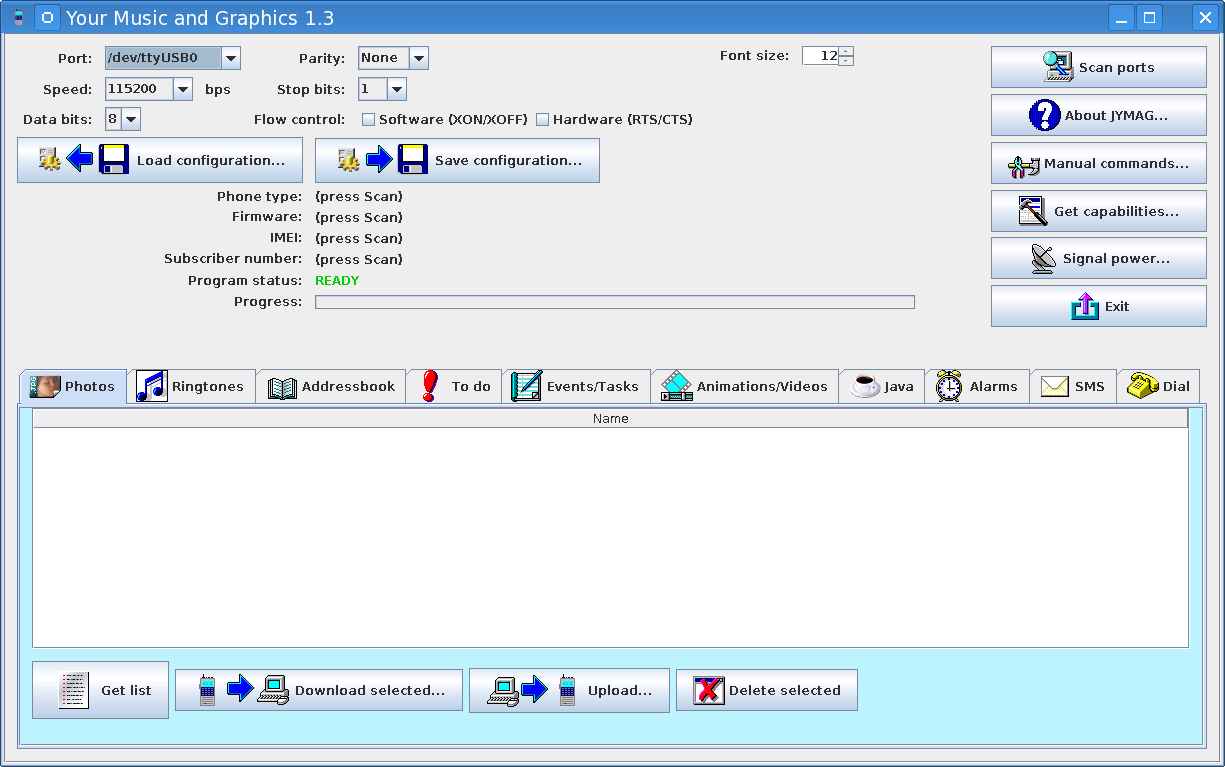 Your Music and Graphics 1.3
Port: /dev/ttyUSB0 Parity: None Font size: 12
Speed: 115200 bps Stop bits: 1
Data bits: 8 Flow control: Software (XON/XOFF) Hardware (RTS/CTS)
Load configuration... Save configuration...
Phone type: (press Scan)
Firmware: (press Scan)
IMEI: (press Scan)
Subscriber number: (press Scan)
Program status: READY
Progress:
Scan ports
About JYMAG...
Manual commands...
Get capabilities...
Signal power...
Exit
JPG Photos Ringtones Addressbook To do Events/Tasks Animations/Videos Java Alarms SMS Dial
Name
Get list Download selected... Upload... Delete selected